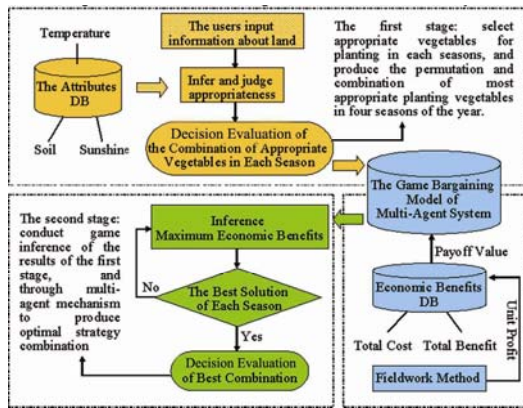 Temperature
The Attributes
DB
Soil
Sunshine
The users input
information about land
Infer and judge
appropriateness
Decision Evaluation of
the Combination of Appropriate
Vegetables in Each Season
The first stage: select
appropriate vegetables
for planting in each seasons, and
produce the permutation and
combination of most
appropriate planting vegetables
in four seasons of the year.
The Game Bargaining
Model of
Multi-Agent System
Payoff Value
Economic Benefits
DB
Total Cost
Total Benefit
Unit Profit
Fieldwork Method
The second stage:
conduct game
inference of the
results of the first
stage, and
through multi-
agent mechanism
to produce
optimal strategy
combination
Inference
Maximum Economic Benefits
No
The Best Solution
of Each Season
Yes
Decision Evaluation
of Best Combination